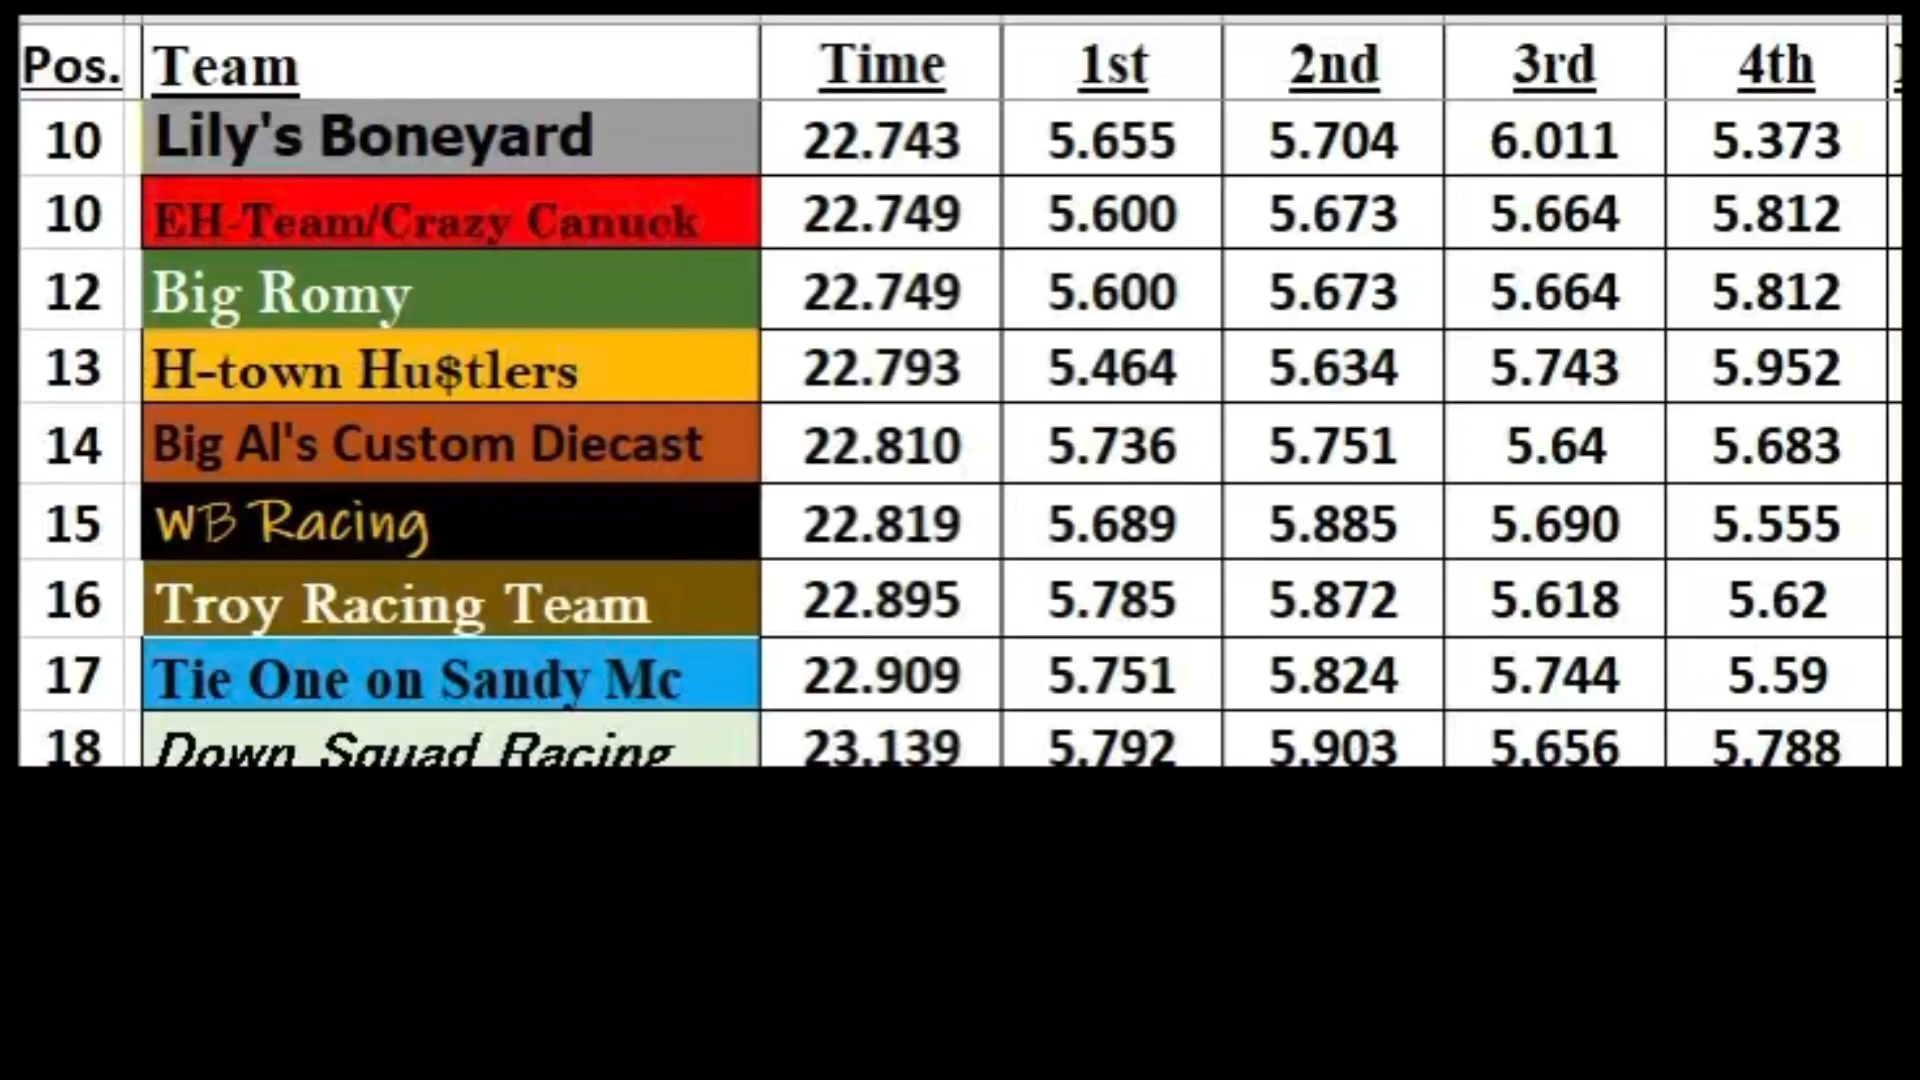 Pos. Team Time 1st 2nd 3rd 4th
10 Lily's Boneyard 22.743 5.655 5.704 6.011 5.373
10 EH-Team/Crazy Canuck 22.749 5.600 5.673 5.664 5.812
12 Big Romy 22.749 5.600 5.673 5.664 5.812
13 H-town Hu$tlers 22.793 5.464 5.634 5.743 5.952
14 Big Al's Custom Diecast 22.810 5.736 5.751 5.64 5.683
15 WB Racing 22.819 5.689 5.885 5.690 5.555
16 Troy Racing Team 22.895 5.785 5.872 5.618 5.62
17 Tie One on Sandy Mc 22.909 5.751 5.824 5.744 5.59
18 Down Squad Racing 23.139 5.792 5.903 5.656 5.788